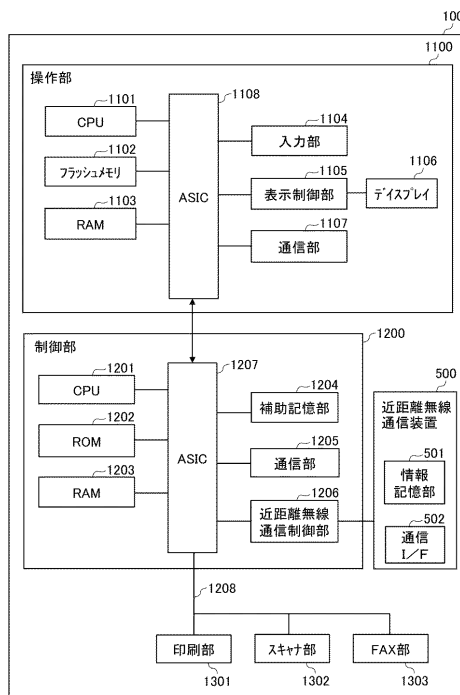 100
1100
操作部
1101
CPU
1102
フラッシュメモリ
1103
RAM
1108
ASIC
1104
入力部
1105
表示制御部
1106
ディスプレイ
1107
通信部
1200
制御部
1201
CPU
1202
ROM
1203
RAM
1207
ASIC
1204
補助記憶部
1205
通信部
1206
近距離無線
通信制御部
500
近距離無線
通信装置
501
情報
記憶部
502
通信
I/F
1208
印刷部
1301
スキャナ部
1302
FAX部
1303